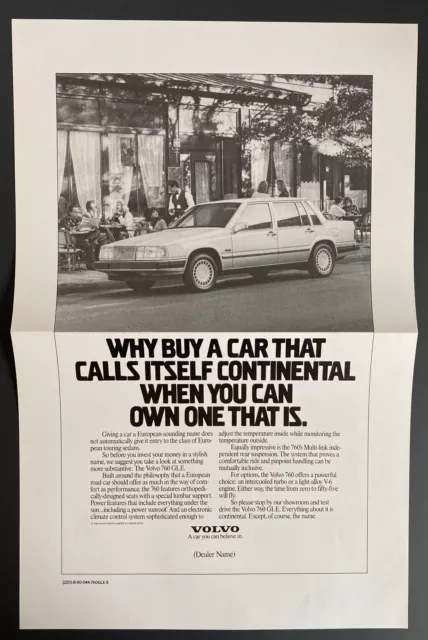 WHY BUY A CAR THAT
CALLS ITSELF CONTINENTAL
WHEN YOU CAN
OWN ONE THAT IS.
Giving a car a European-sounding name does
not automatically give it entry to the class of Euro-
pean touring sedans.
So before you invest your money in a stylish
name, we suggest you take a look at something
more substantive. The Volvo 760 GLE.
Built around the philosophy that a European
road car should offer as much in the way of com-
fort as performance, the 760 features orthopedi-
cally-designed seats with a special lumbar support.
Power features that include everything under the
sun...including a power sunroof. And an electronic
climate control system sophisticated enough to
adjust the temperature inside while monitoring the
temperature outside.
Equally impressive is the 760's Multi-link inde-
pendent rear suspension. The system that proves a
comfortable ride and pinpoint handling can be
mutually inclusive.
For options, the Volvo 760 offers a powerful
choice: an intercooled turbo or a light-alloy V-6
engine. Either way, the time from zero to fifty-five
will fly.
So please stop by our showroom and test
drive the Volvo 760 GLE. Everything about it is
continental. Except, of course, the name.
VOLVO
A car you can believe in.
(Dealer Name)